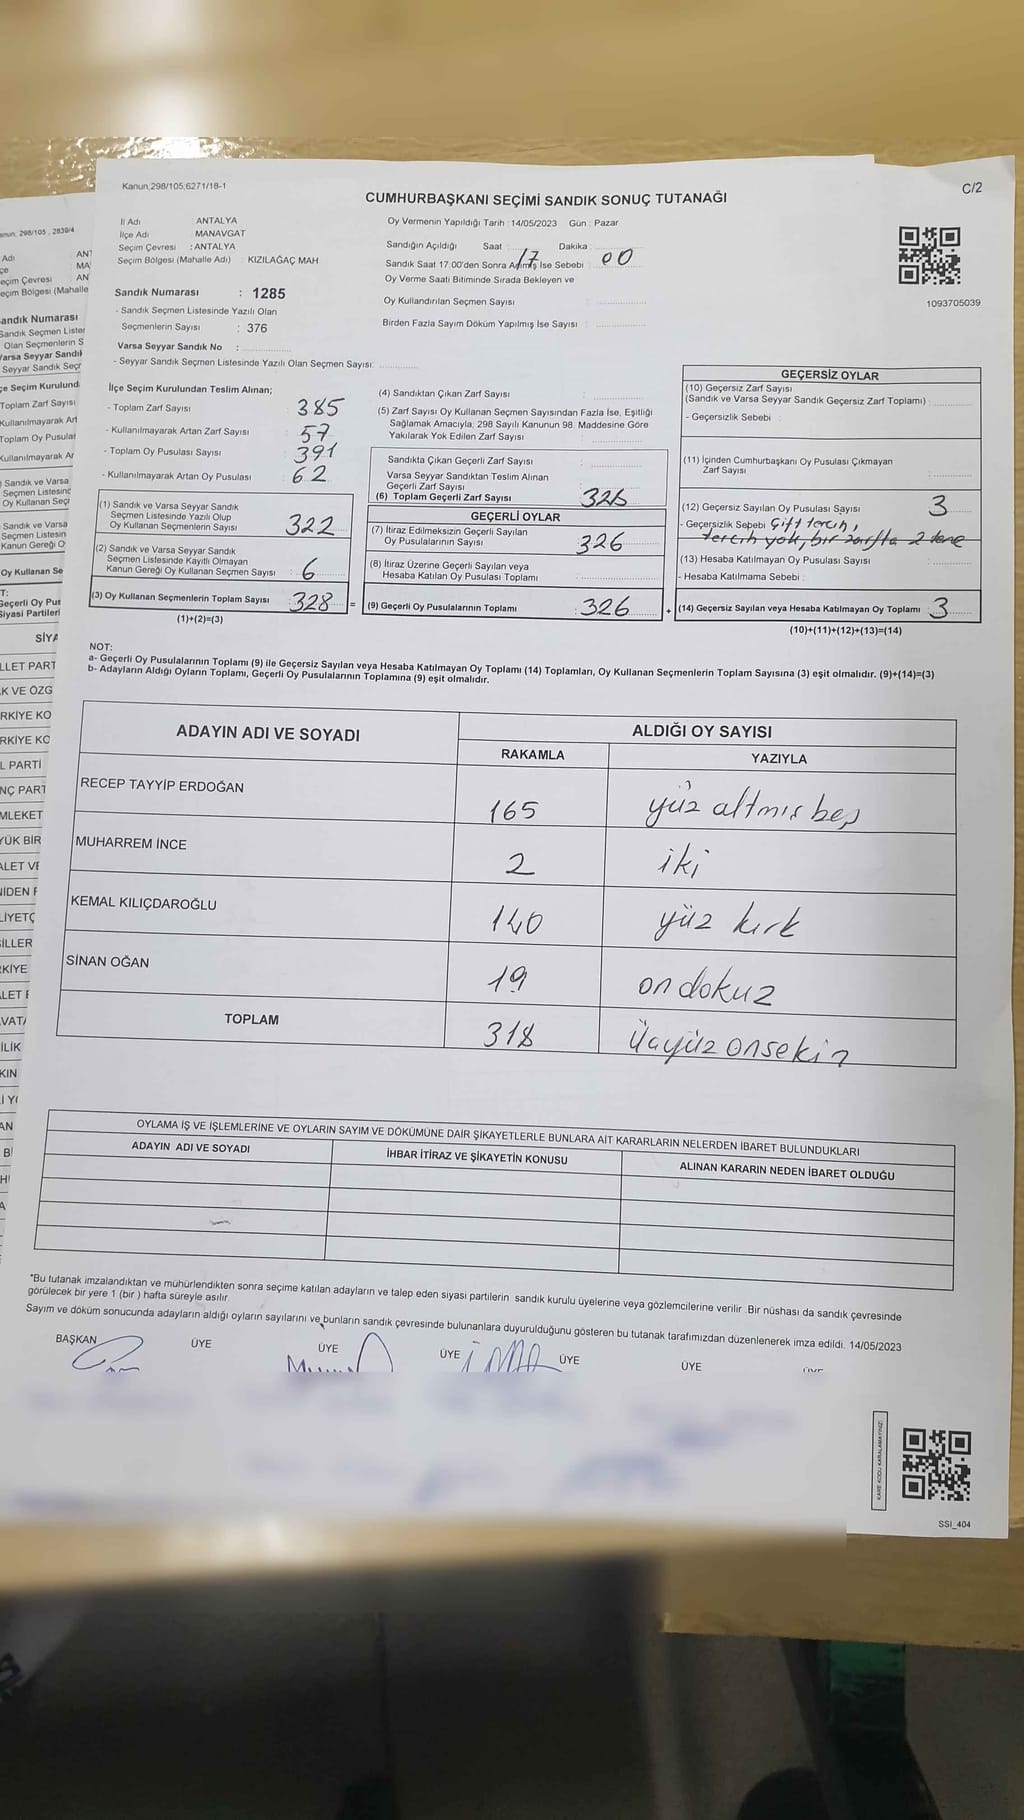 Kanun;298/105;6271/18-1
C/2
CUMHURBAŞKANI SEÇİMİ SANDIK SONUÇ TUTANAĞI
İl Adı : ANTALYA
İlçe Adı : MANAVGAT
Seçim Çevresi : ANTALYA
Seçim Bölgesi (Mahalle Adı) : KIZILAĞAÇ MAH.
Sandık Numarası : 1285
- Sandık Seçmen Listesinde Yazılı Olan
Seçmenlerin Sayısı : 376
Varsa Seyyar Sandık No :
- Seyyar Sandık Seçmen Listesinde Yazılı Olan Seçmen Sayısı:
Oy Vermenin Yapıldığı Tarih : 14/05/2023 Gün : Pazar
Sandığın Açıldığı Saat : 17 Dakika : 00
Sandık Saat 17.00'den Sonra Açılmış İse Sebebi :
Oy Verme Saati Bitiminde Sırada Bekleyen ve
Oy Kullandırılan Seçmen Sayısı :
Birden Fazla Sayım Döküm Yapılmış İse Sayısı :
1093705039
İlçe Seçim Kurulundan Teslim Alınan;
- Toplam Zarf Sayısı : 385
- Kullanılmayarak Artan Zarf Sayısı : 57
- Toplam Oy Pusulası Sayısı : 391
- Kullanılmayarak Artan Oy Pusulası : 62
(1) Sandık ve Varsa Seyyar Sandık
Seçmen Listesinde Yazılı Olup
Oy Kullanan Seçmenlerin Sayısı : 322
(2) Sandık ve Varsa Seyyar Sandık
Seçmen Listesinde Kayıtlı Olmayan
Kanun Gereği Oy Kullanan Seçmen Sayısı : 6
(3) Oy Kullanan Seçmenlerin Toplam Sayısı : 328 =
(1)+(2)=(3)
(4) Sandıktan Çıkan Zarf Sayısı :
(5) Zarf Sayısı Oy Kullanan Seçmen Sayısından Fazla İse, Eşitliği
Sağlamak Amacıyla; 298 Sayılı Kanunun 98. Maddesine Göre
Yakılarak Yok Edilen Zarf Sayısı :
Sandıkta Çıkan Geçerli Zarf Sayısı :
Varsa Seyyar Sandıktan Teslim Alınan
Geçerli Zarf Sayısı :
(6) Toplam Geçerli Zarf Sayısı : 326
GEÇERLİ OYLAR
(7) İtiraz Edilmeksizin Geçerli Sayılan
Oy Pusulalarının Sayısı : 326
(8) İtiraz Üzerine Geçerli Sayılan veya
Hesaba Katılan Oy Pusulası Toplamı :
(9) Geçerli Oy Pusulalarının Toplamı : 326 +
GEÇERSİZ OYLAR
(10) Geçersiz Zarf Sayısı
(Sandık ve Varsa Seyyar Sandık Geçersiz Zarf Toplamı) :
- Geçersizlik Sebebi :
(11) İçinden Cumhurbaşkanı Oy Pusulası Çıkmayan
Zarf Sayısı :
(12) Geçersiz Sayılan Oy Pusulası Sayısı : 3
- Geçersizlik Sebebi : Çift tercih,
tercih yok, bir zarfta 2 tane
(13) Hesaba Katılmayan Oy Pusulası Sayısı :
- Hesaba Katılmama Sebebi :
(14) Geçersiz Sayılan veya Hesaba Katılmayan Oy Toplamı : 3
(10)+(11)+(12)+(13)=(14)
NOT:
a- Geçerli Oy Pusulalarının Toplamı (9) ile Geçersiz Sayılan veya Hesaba Katılmayan Oy Toplamı (14) Toplamları, Oy Kullanan Seçmenlerin Toplam Sayısına (3) eşit olmalıdır. (9)+(14)=(3)
b- Adayların Aldığı Oyların Toplamı, Geçerli Oy Pusulalarının Toplamına (9) eşit olmalıdır.
ADAYIN ADI VE SOYADI ALDIĞI OY SAYISI
RAKAMLA YAZIYLA
RECEP TAYYİP ERDOĞAN 165 yüz altmış beş
MUHARREM İNCE 2 iki
KEMAL KILIÇDAROĞLU 140 yüz kırk
SİNAN OĞAN 19 on dokuz
TOPLAM 318 üçyüz onsekiz
OYLAMA İŞ VE İŞLEMLERİNE VE OYLARIN SAYIM VE DÖKÜMÜNE DAİR ŞİKAYETLERLE BUNLARA AİT KARARLARIN NELERDEN İBARET BULUNDUKLARI
ADAYIN ADI VE SOYADI İHBAR İTİRAZ VE ŞİKAYETİN KONUSU ALINAN KARARIN NEDEN İBARET OLDUĞU
*Bu tutanak imzalandıktan ve mühürlendikten sonra seçime katılan adayların ve talep eden siyasi partilerin sandık kurulu üyelerine veya gözlemcilerine verilir .Bir nüshası da sandık çevresinde
görülecek bir yere 1 (bir ) hafta süreyle asılır.
Sayım ve döküm sonucunda adayların aldığı oyların sayılarını ve bunların sandık çevresinde bulunanlara duyurulduğunu gösteren bu tutanak tarafımızdan düzenlenerek imza edildi. 14/05/2023
BAŞKAN ÜYE ÜYE ÜYE ÜYE ÜYE
KARE KODU KARALAMAYINIZ!
SSI_404